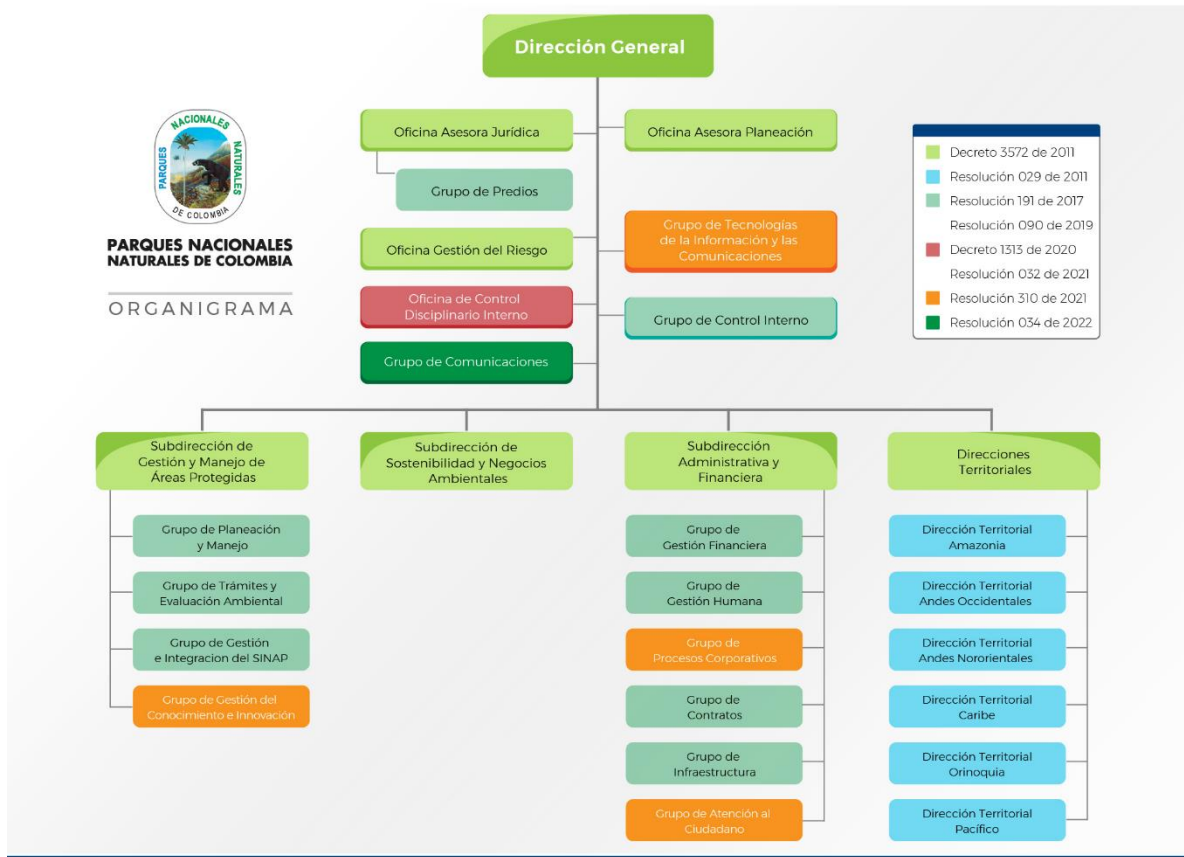 Dirección General
NACIONALES
PARQUES
NATURALES
DE COLOMBIA
PARQUES NACIONALES
NATURALES DE COLOMBIA
ORGANIGRAMA
Oficina Asesora Jurídica
Oficina Asesora Planeación
Grupo de Predios
Oficina Gestión del Riesgo
Grupo de Tecnologías
de la Información y las
Comunicaciones
Oficina de Control
Disciplinario Interno
Grupo de Control Interno
Grupo de Comunicaciones
Decreto 3572 de 2011
Resolución 029 de 2011
Resolución 191 de 2017
Resolución 090 de 2019
Decreto 1313 de 2020
Resolución 032 de 2021
Resolución 310 de 2021
Resolución 034 de 2022
Subdirección de
Gestión y Manejo de
Áreas Protegidas
Grupo de Planeación
y Manejo
Grupo de Trámites y
Evaluación Ambiental
Grupo de Gestión
e Integracion del SINAP
Grupo de Gestión del
Conocimiento e Innovación
Subdirección de
Sostenibilidad y Negocios
Ambientales
Subdirección
Administrativa y
Financiera
Grupo de
Gestión Financiera
Grupo de
Gestión Humana
Grupo de
Procesos Corporativos
Grupo de
Contratos
Grupo de
Infraestructura
Grupo de Atención al
Ciudadano
Direcciones
Territoriales
Dirección Territorial
Amazonia
Dirección Territorial
Andes Occidentales
Dirección Territorial
Andes Nororientales
Dirección Territorial
Caribe
Dirección Territorial
Orinoquia
Dirección Territorial
Pacífico